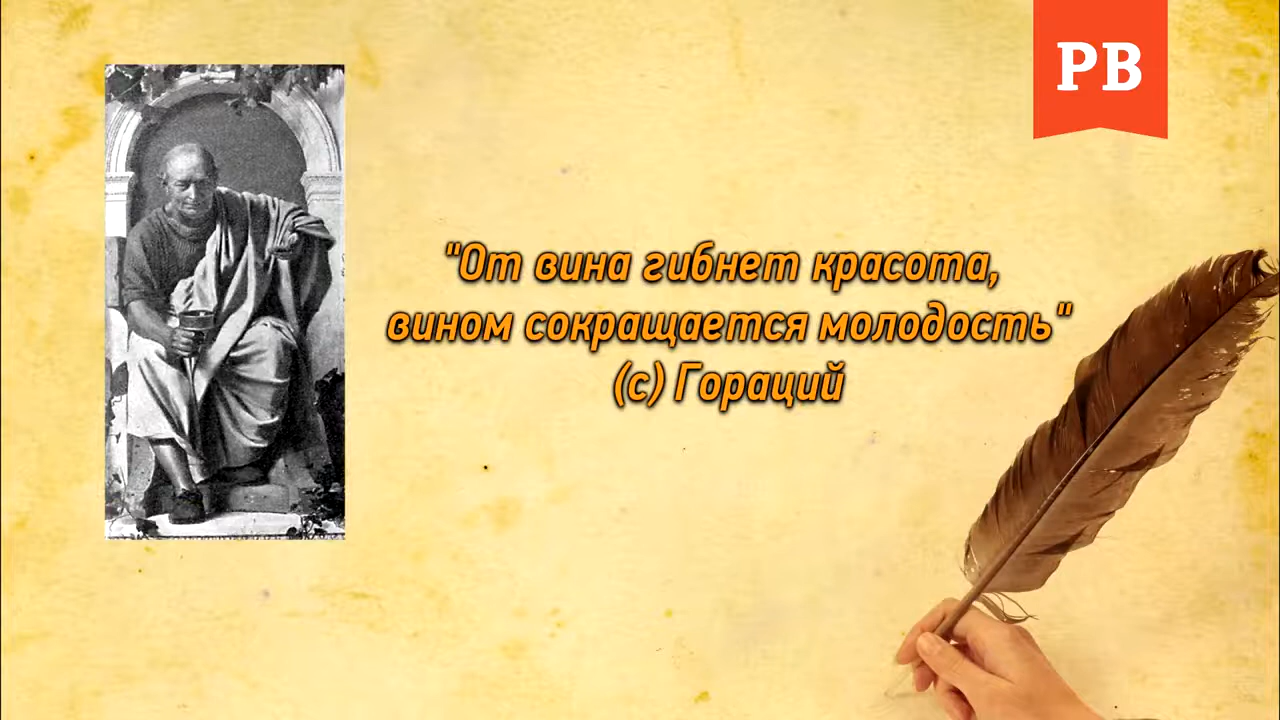 РВ
"От вина гибнет красота,
вином сокращается молодость"
(с) Гораций